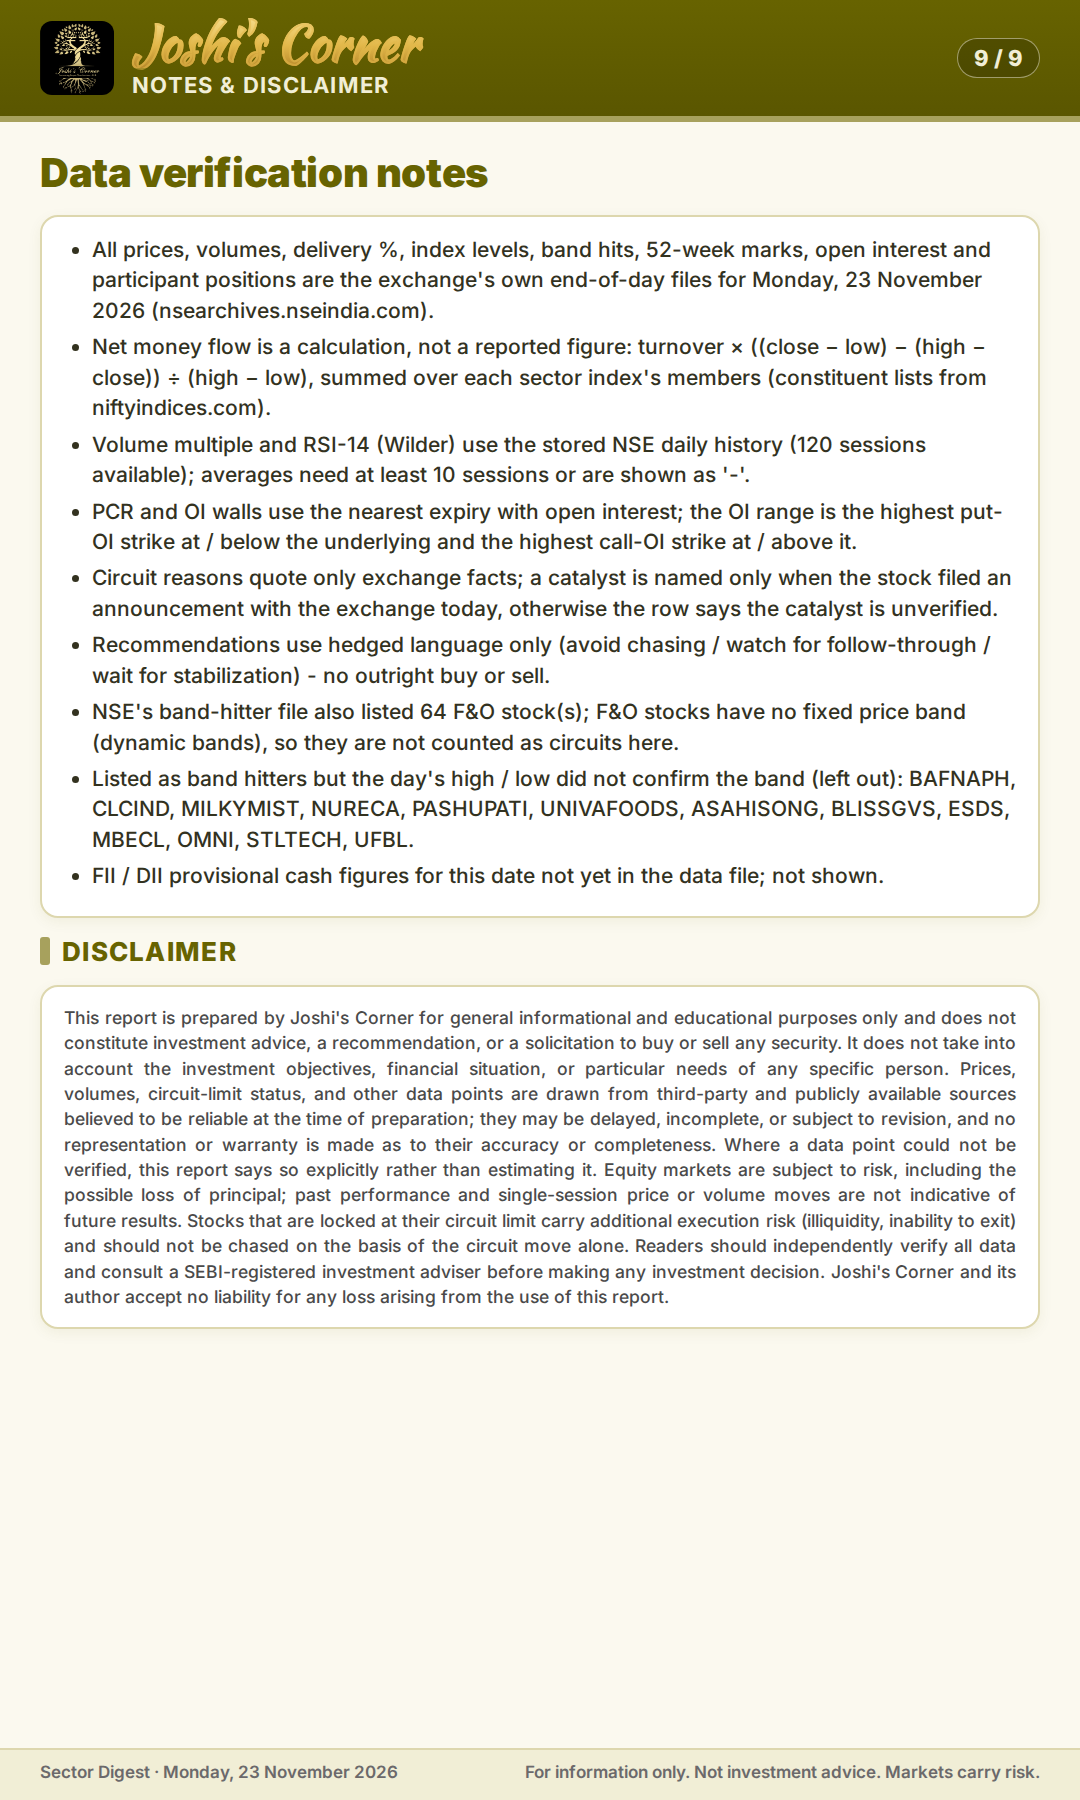 Joshi's Corner
Joshi's Corner
NOTES & DISCLAIMER
9 / 9
Data verification notes
• All prices, volumes, delivery %, index levels, band hits, 52-week marks, open interest and
participant positions are the exchange's own end-of-day files for Monday, 23 November
2026 (nsearchives.nseindia.com).
• Net money flow is a calculation, not a reported figure: turnover × ((close − low) − (high −
close)) ÷ (high − low), summed over each sector index's members (constituent lists from
niftyindices.com).
• Volume multiple and RSI-14 (Wilder) use the stored NSE daily history (120 sessions
available); averages need at least 10 sessions or are shown as '-'.
• PCR and OI walls use the nearest expiry with open interest; the OI range is the highest put-
OI strike at / below the underlying and the highest call-OI strike at / above it.
• Circuit reasons quote only exchange facts; a catalyst is named only when the stock filed an
announcement with the exchange today, otherwise the row says the catalyst is unverified.
• Recommendations use hedged language only (avoid chasing / watch for follow-through /
wait for stabilization) - no outright buy or sell.
• NSE's band-hitter file also listed 64 F&O stock(s); F&O stocks have no fixed price band
(dynamic bands), so they are not counted as circuits here.
• Listed as band hitters but the day's high / low did not confirm the band (left out): BAFNAPH,
CLCIND, MILKYMIST, NURECA, PASHUPATI, UNIVAFOODS, ASAHISONG, BLISSGVS, ESDS,
MBECL, OMNI, STLTECH, UFBL.
• FII / DII provisional cash figures for this date not yet in the data file; not shown.
DISCLAIMER
This report is prepared by Joshi's Corner for general informational and educational purposes only and does not
constitute investment advice, a recommendation, or a solicitation to buy or sell any security. It does not take into
account the investment objectives, financial situation, or particular needs of any specific person. Prices,
volumes, circuit-limit status, and other data points are drawn from third-party and publicly available sources
believed to be reliable at the time of preparation; they may be delayed, incomplete, or subject to revision, and no
representation or warranty is made as to their accuracy or completeness. Where a data point could not be
verified, this report says so explicitly rather than estimating it. Equity markets are subject to risk, including the
possible loss of principal; past performance and single-session price or volume moves are not indicative of
future results. Stocks that are locked at their circuit limit carry additional execution risk (illiquidity, inability to exit)
and should not be chased on the basis of the circuit move alone. Readers should independently verify all data
and consult a SEBI-registered investment adviser before making any investment decision. Joshi's Corner and its
author accept no liability for any loss arising from the use of this report.
Sector Digest · Monday, 23 November 2026
For information only. Not investment advice. Markets carry risk.